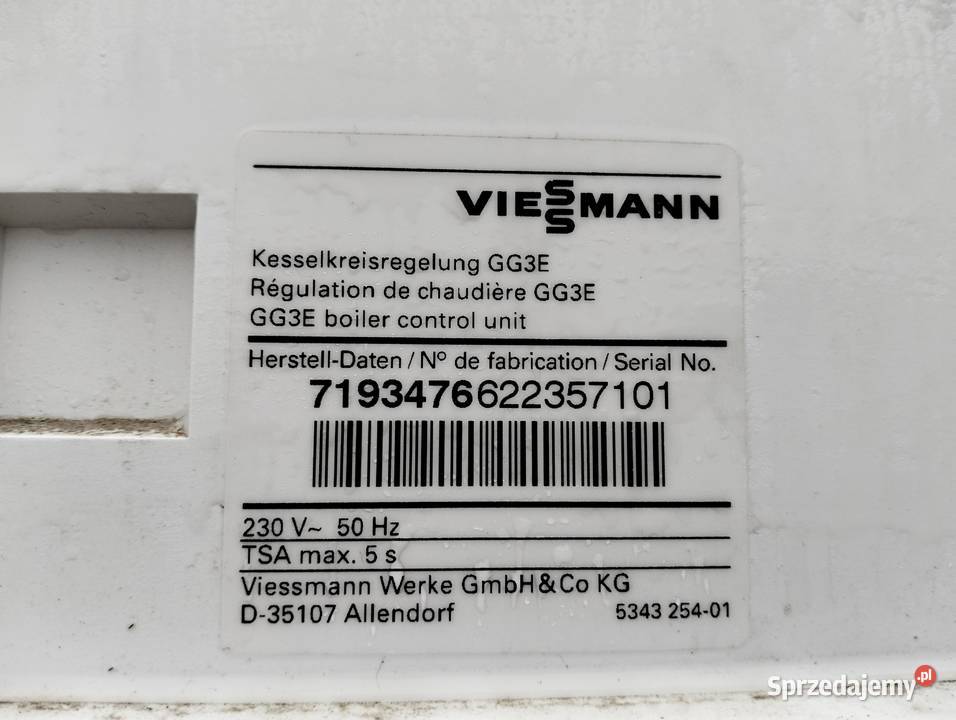 VIESSMANN
Kesselkreisregelung GG3E
Régulation de chaudière GG3E
GG3E boiler control unit
Herstell-Daten / Nº de fabrication / Serial No.
7193476622357101
230 V~ 50 Hz
TSA max. 5 s
Viessmann Werke GmbH&Co KG
D-35107 Allendorf 5343 254-01
Sprzedajemy.pl